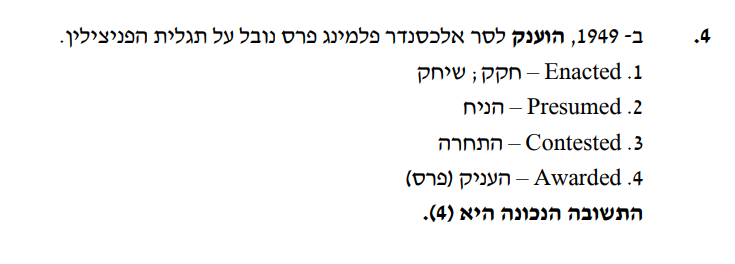 4. ב- 1949, הוענק לסר אלכסנדר פלמינג פרס נובל על תגלית הפניצילין.
1. Enacted – חקק ; שיחק
2. Presumed – הניח
3. Contested – התחרה
4. Awarded – העניק (פרס)
התשובה הנכונה היא (4).